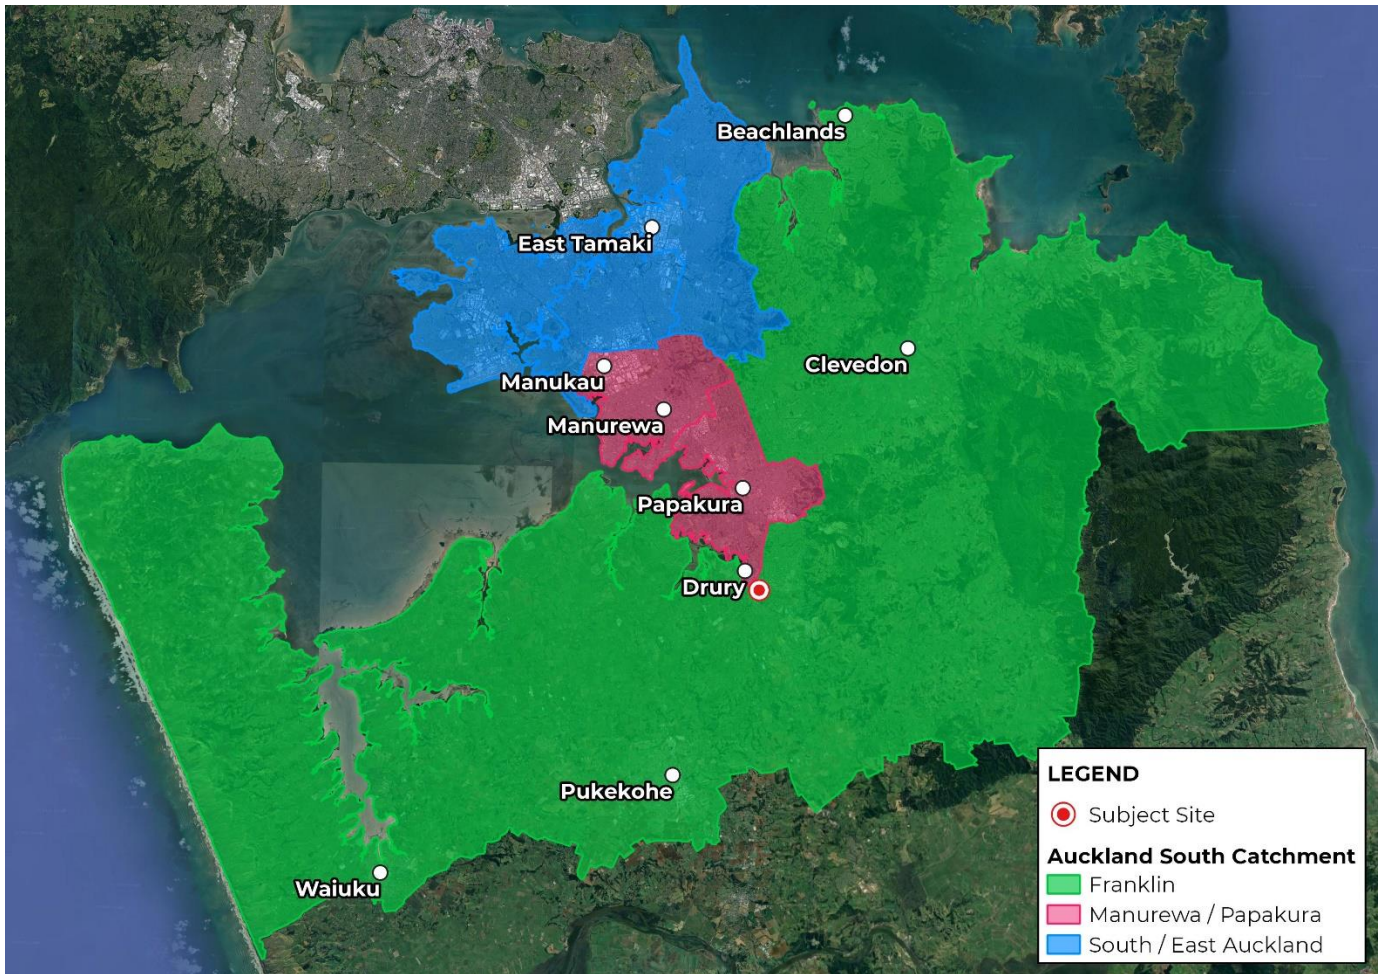 Beachlands
East Tamaki
Clevedon
Manukau
Manurewa
Papakura
Drury
Pukekohe
Waiuku
LEGEND
Subject Site
Auckland South Catchment
Franklin
Manurewa / Papakura
South / East Auckland